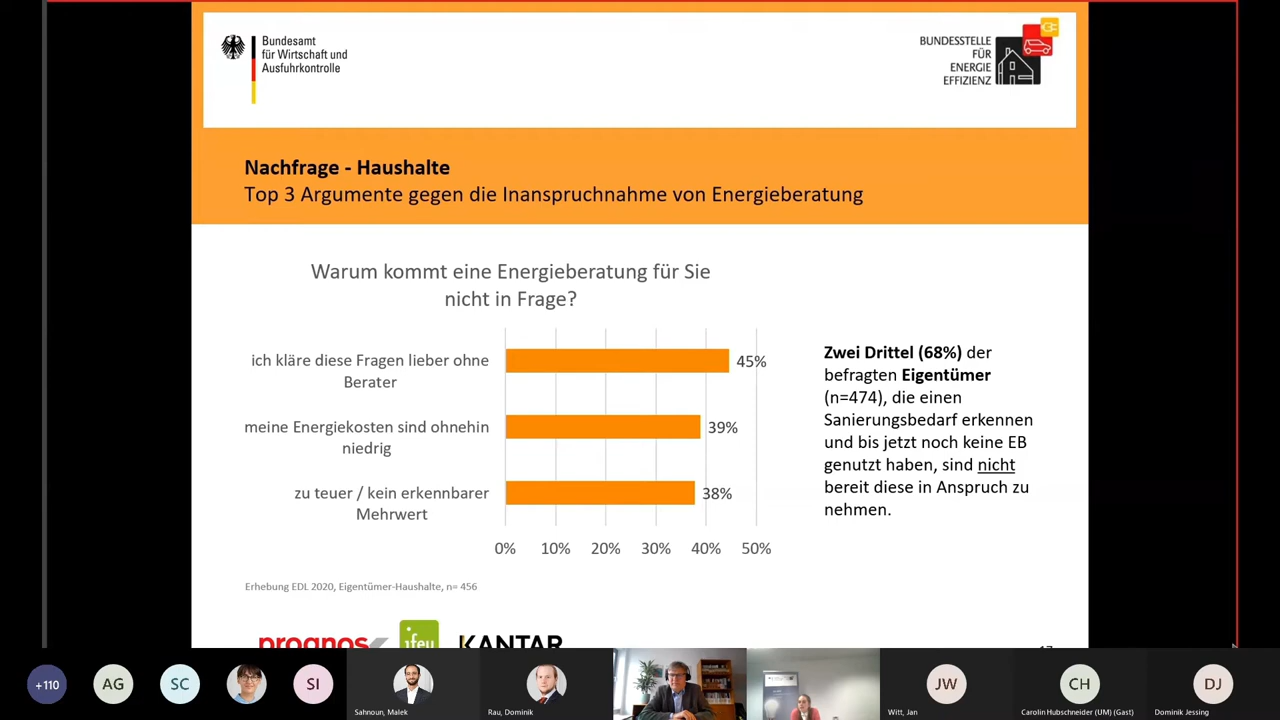 Bundesamt
für Wirtschaft und
Ausfuhrkontrolle
BUNDESSTELLE
FÜR
ENERGIE
EFFIZIENZ
Nachfrage - Haushalte
Top 3 Argumente gegen die Inanspruchnahme von Energieberatung
Warum kommt eine Energieberatung für Sie
nicht in Frage?
ich kläre diese Fragen lieber ohne
Berater
45%
meine Energiekosten sind ohnehin
niedrig
39%
zu teuer / kein erkennbarer
Mehrwert
38%
0% 10% 20% 30% 40% 50%
Zwei Drittel (68%) der
befragten Eigentümer
(n=474), die einen
Sanierungsbedarf erkennen
und bis jetzt noch keine EB
genutzt haben, sind nicht
bereit diese in Anspruch zu
nehmen.
Erhebung EDL 2020, Eigentümer-Haushalte, n= 456
prognos ifeu KANTAR
+110 AG SC SI JW CH DJ
Sahnoun, Malek Rau, Dominik Witt, Jan Carolin Hubschneider (UM) (Gast) Dominik Jessing